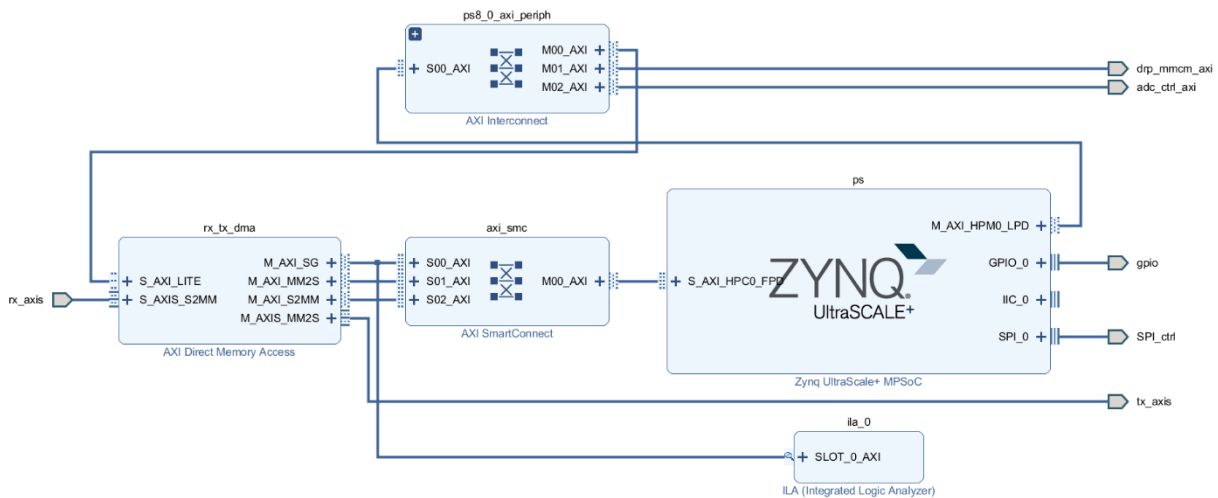 ps8_0_axi_periph
S00_AXI
M00_AXI
M01_AXI
M02_AXI
AXI Interconnect
drp_mmcm_axi
adc_ctrl_axi
rx_tx_dma
rx_axis
S_AXI_LITE
S_AXIS_S2MM
M_AXI_SG
M_AXI_MM2S
M_AXI_S2MM
M_AXIS_MM2S
AXI Direct Memory Access
axi_smc
S00_AXI
S01_AXI
S02_AXI
M00_AXI
AXI SmartConnect
ps
S_AXI_HPC0_FPD
ZYNQ
UltraSCALE+
M_AXI_HPM0_LPD
GPIO_0
IIC_0
SPI_0
Zynq UltraScale+ MPSoC
gpio
SPI_ctrl
tx_axis
ila_0
SLOT_0_AXI
ILA (Integrated Logic Analyzer)